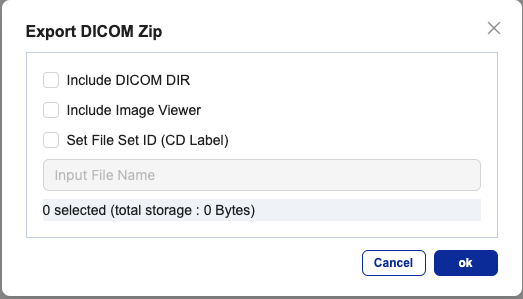 Export DICOM Zip
Include DICOM DIR
Include Image Viewer
Set File Set ID (CD Label)
Input File Name
0 selected (total storage : 0 Bytes)
Cancel
ok